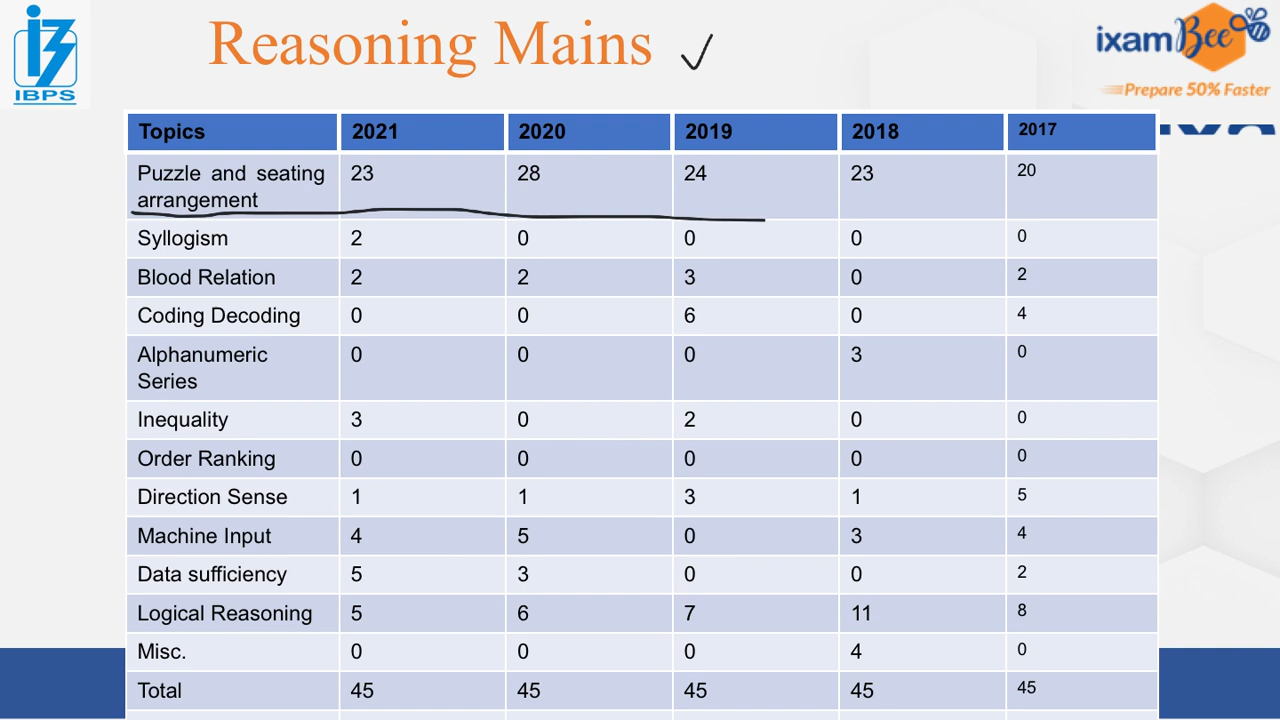 Reasoning Mains
IBPS
ixamBee
Prepare 50% Faster
Topics 2021 2020 2019 2018 2017
Puzzle and seating 23 28 24 23 20
arrangement
Syllogism 2 0 0 0 0
Blood Relation 2 2 3 0 2
Coding Decoding 0 0 6 0 4
Alphanumeric 0 0 0 3 0
Series
Inequality 3 0 2 0 0
Order Ranking 0 0 0 0 0
Direction Sense 1 1 3 1 5
Machine Input 4 5 0 3 4
Data sufficiency 5 3 0 0 2
Logical Reasoning 5 6 7 11 8
Misc. 0 0 0 4 0
Total 45 45 45 45 45